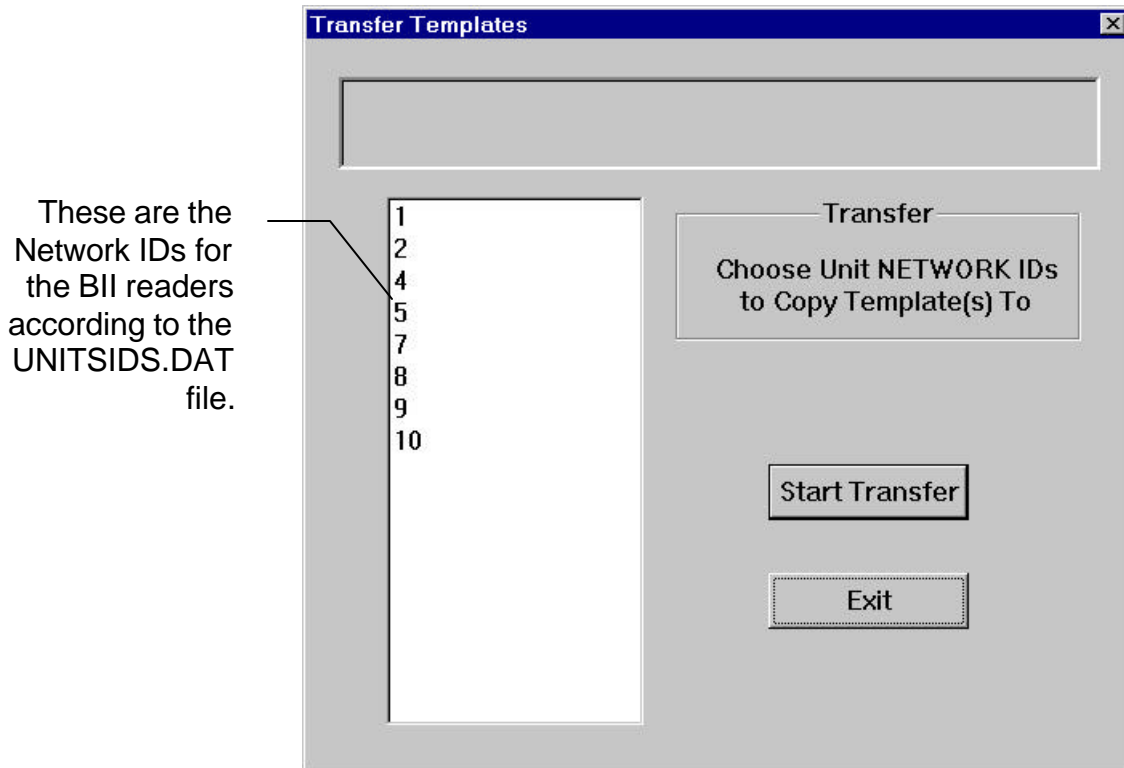 Transfer Templates
These are the
Network IDs for
the BII readers
according to the
UNITSIDS.DAT
file.
1
2
4
5
7
8
9
10
Transfer
Choose Unit NETWORK IDs
to Copy Template(s) To
Start Transfer
Exit